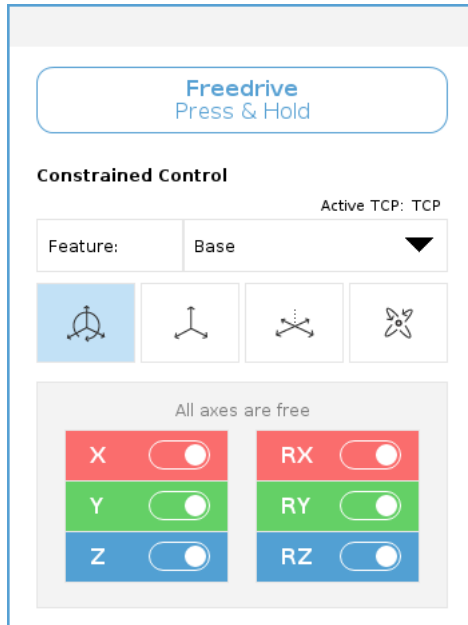 Freedrive
Press & Hold
Constrained Control
Active TCP: TCP
Feature: Base
All axes are free
X RX
Y RY
Z RZ